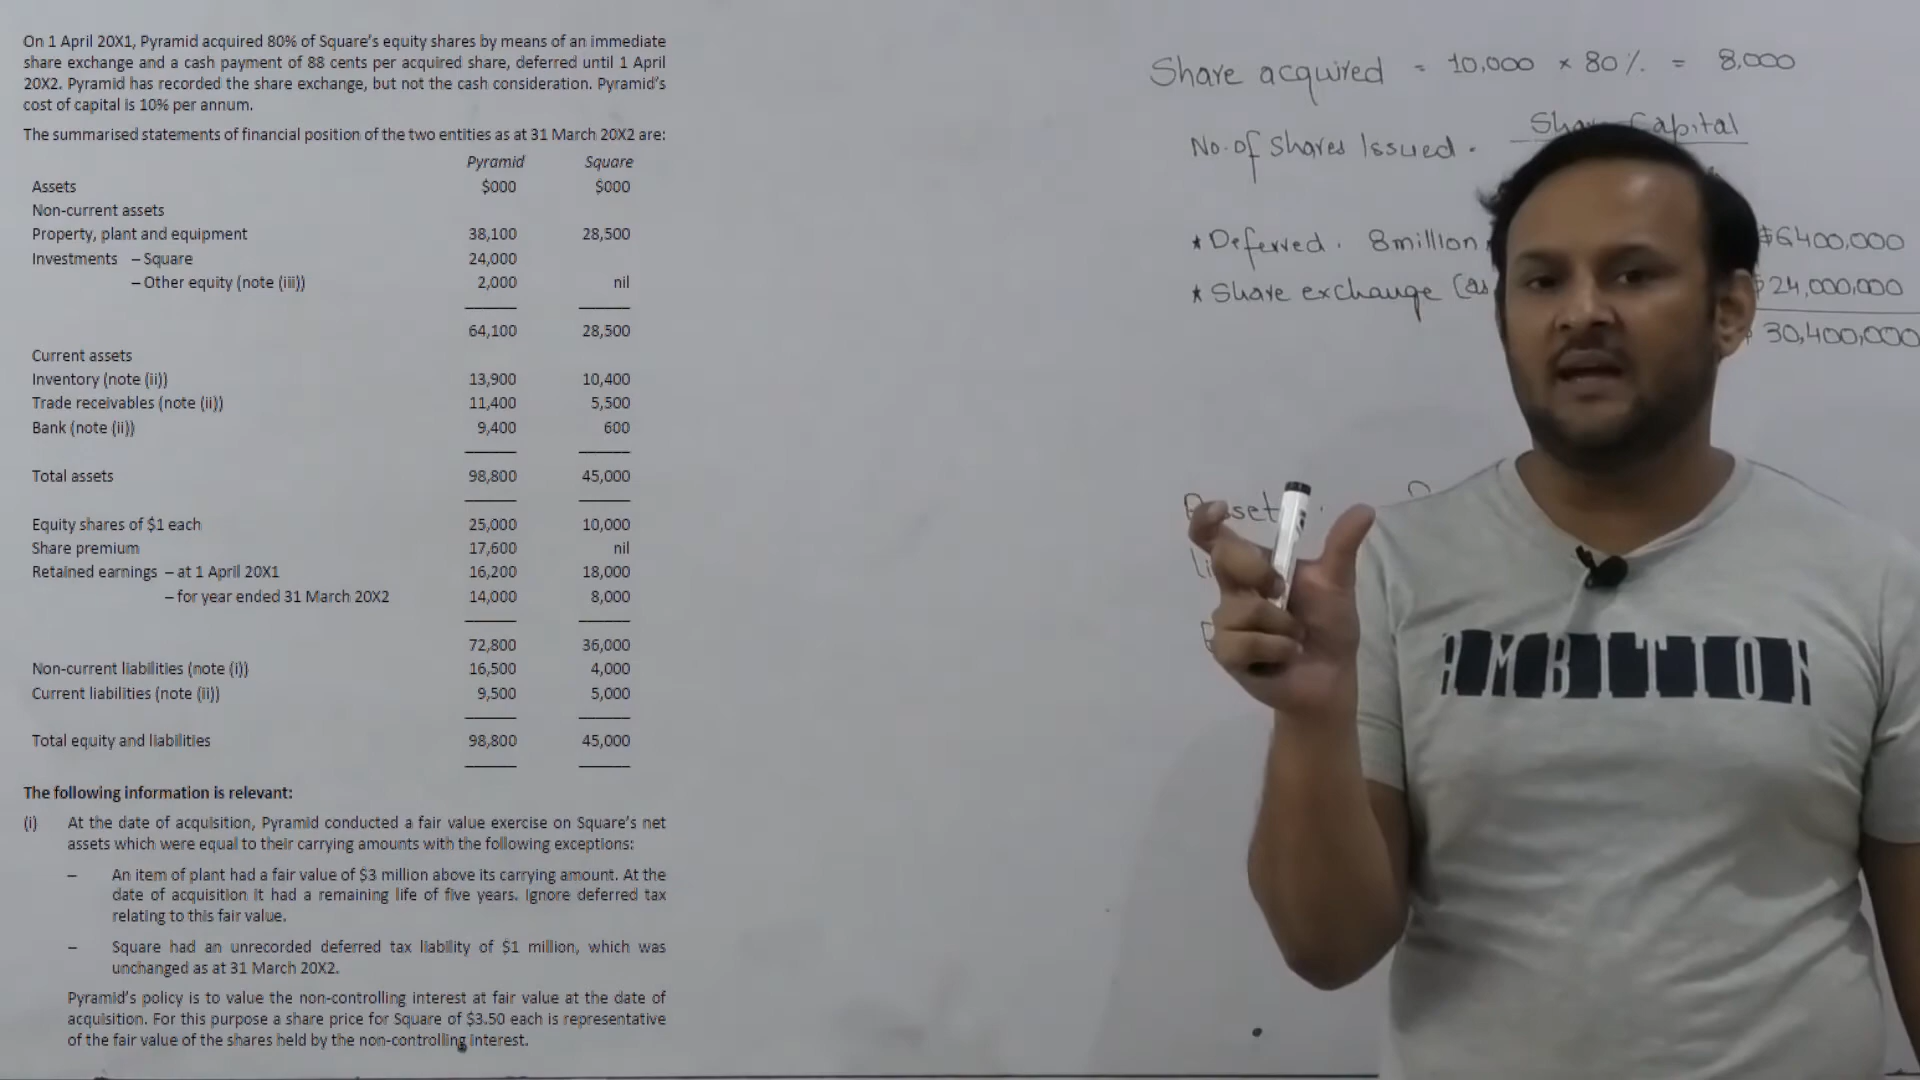 On 1 April 20X1, Pyramid acquired 80% of Square's equity shares by means of an immediate
share exchange and a cash payment of 88 cents per acquired share, deferred until 1 April
20X2. Pyramid has recorded the share exchange, but not the cash consideration. Pyramid's
cost of capital is 10% per annum.
The summarised statements of financial position of the two entities as at 31 March 20X2 are:
Pyramid Square
Assets $000 $000
Non-current assets
Property, plant and equipment 38,100 28,500
Investments – Square 24,000
– Other equity (note (iii)) 2,000 nil
64,100 28,500
Current assets
Inventory (note (ii)) 13,900 10,400
Trade receivables (note (ii)) 11,400 5,500
Bank (note (ii)) 9,400 600
Total assets 98,800 45,000
Equity shares of $1 each 25,000 10,000
Share premium 17,600 nil
Retained earnings – at 1 April 20X1 16,200 18,000
– for year ended 31 March 20X2 14,000 8,000
72,800 36,000
Non-current liabilities (note (i)) 16,500 4,000
Current liabilities (note (ii)) 9,500 5,000
Total equity and liabilities 98,800 45,000
The following information is relevant:
(i) At the date of acquisition, Pyramid conducted a fair value exercise on Square's net
assets which were equal to their carrying amounts with the following exceptions:
– An item of plant had a fair value of $3 million above its carrying amount. At the
date of acquisition it had a remaining life of five years. Ignore deferred tax
relating to this fair value.
– Square had an unrecorded deferred tax liability of $1 million, which was
unchanged as at 31 March 20X2.
Pyramid's policy is to value the non-controlling interest at fair value at the date of
acquisition. For this purpose a share price for Square of $3.50 each is representative
of the fair value of the shares held by the non-controlling interest.
Share acquired = 10,000 × 80% = 8,000
No. of Shares Issued. Share Capital
* Deferred. 8million $6400,000
* Share exchange (as $24,000,000
30,400,000
Asset
AMBITION